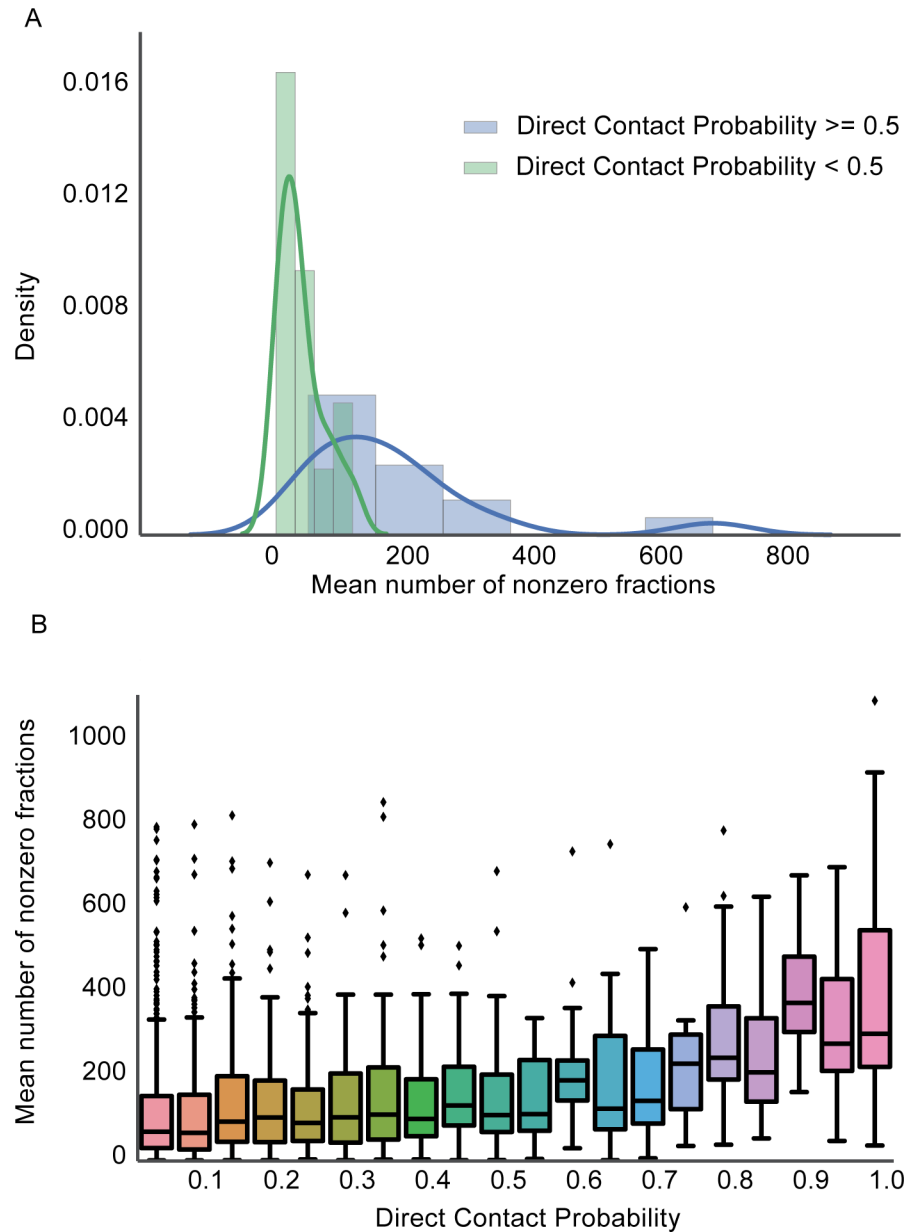 A
0.016
0.012
0.008
0.004
0.000
Density
Direct Contact Probability >= 0.5
Direct Contact Probability < 0.5
0 200 400 600 800
Mean number of nonzero fractions
B
1000
800
600
400
200
0
Mean number of nonzero fractions
0.1 0.2 0.3 0.4 0.5 0.6 0.7 0.8 0.9 1.0
Direct Contact Probability